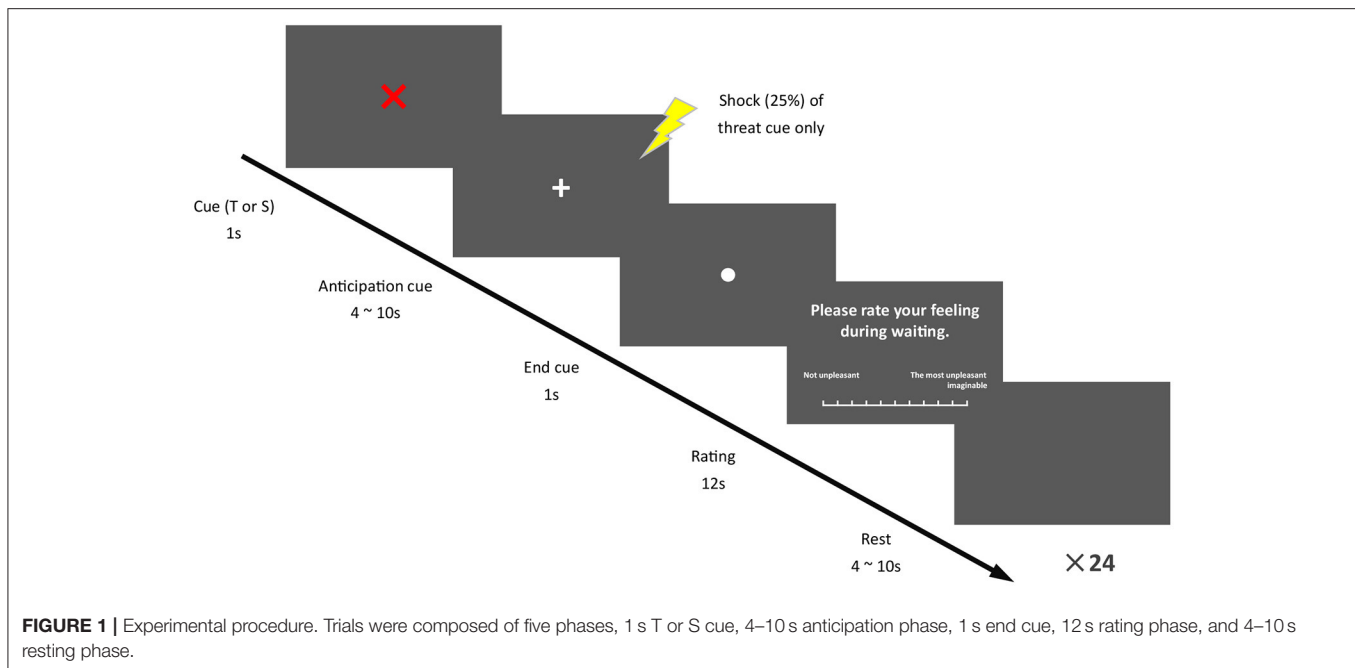 Shock (25%) of
threat cue only
Cue (T or S)
1s
Anticipation cue
4 ~ 10s
End cue
1s
Please rate your feeling
during waiting.
Not unpleasant
The most unpleasant
imaginable
Rating
12s
Rest
4 ~ 10s
×24
FIGURE 1 | Experimental procedure. Trials were composed of five phases, 1 s T or S cue, 4–10 s anticipation phase, 1 s end cue, 12 s rating phase, and 4–10 s
resting phase.